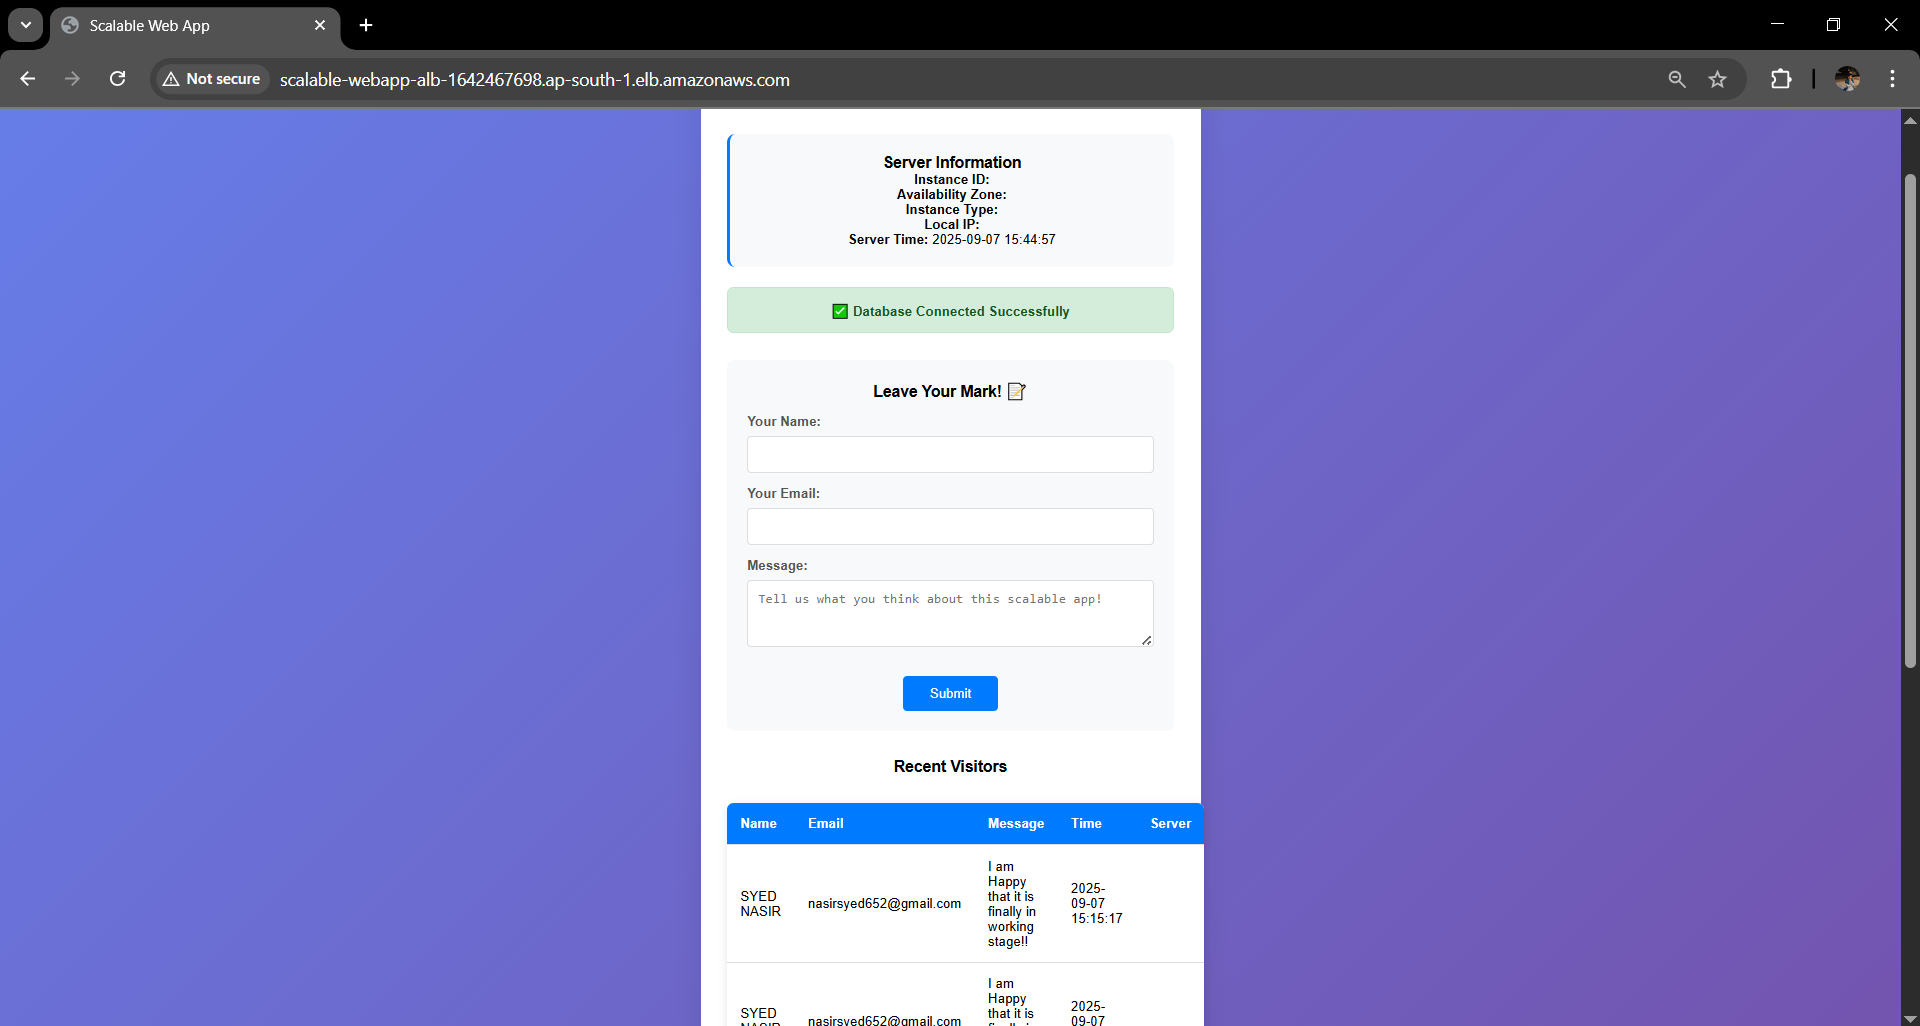 Scalable Web App
Not secure
scalable-webapp-alb-1642467698.ap-south-1.elb.amazonaws.com
Server Information
Instance ID:
Availability Zone:
Instance Type:
Local IP:
Server Time: 2025-09-07 15:44:57
✅ Database Connected Successfully
Leave Your Mark! 📝
Your Name:
Your Email:
Message:
Tell us what you think about this scalable app!
Submit
Recent Visitors
Name Email Message Time Server
SYED
NASIR
nasirsyed652@gmail.com
I am
Happy
that it is
finally in
working
stage!!
2025-
09-07
15:15:17
SYED
NASIR
nasirsyed652@gmail.com
I am
Happy
that it is
finally in
2025-
09-07